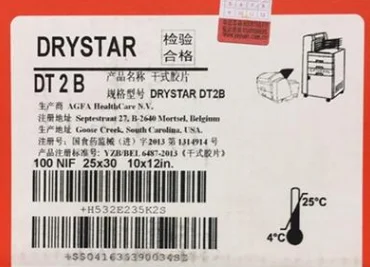 DRYSTAR
检验
合格
DT 2 B
产品名称 干式胶片
规格型号 DRYSTAR DT2B
生产商 AGFA HealthCare N.V.
注册地址 Septestraat 27, B-2640 Mortsel, Belgium
生产地址 Goose Creek, South Carolina, USA.
注册号: 国食药监械(进)字2013 第 1314914 号
产品注册标准号: YZB/BEL 6487-2013《干式胶片》
100 NIF 25x30 10x12in.
+H532E235K2S
25°C
4°C